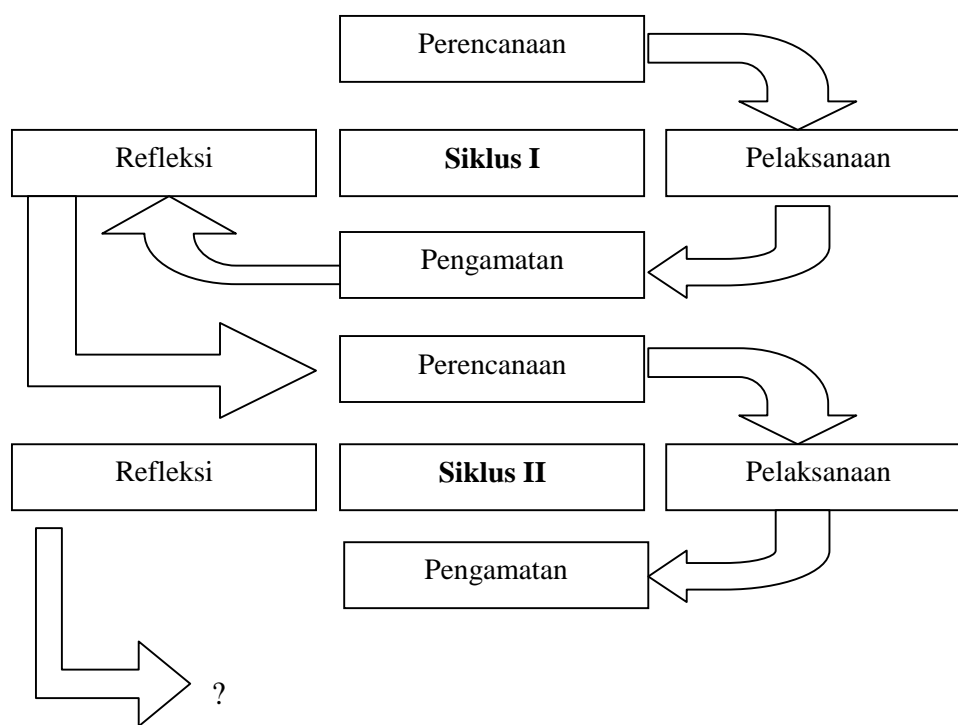 Perencanaan
Refleksi
Siklus I
Pelaksanaan
Pengamatan
Perencanaan
Refleksi
Siklus II
Pelaksanaan
Pengamatan
?